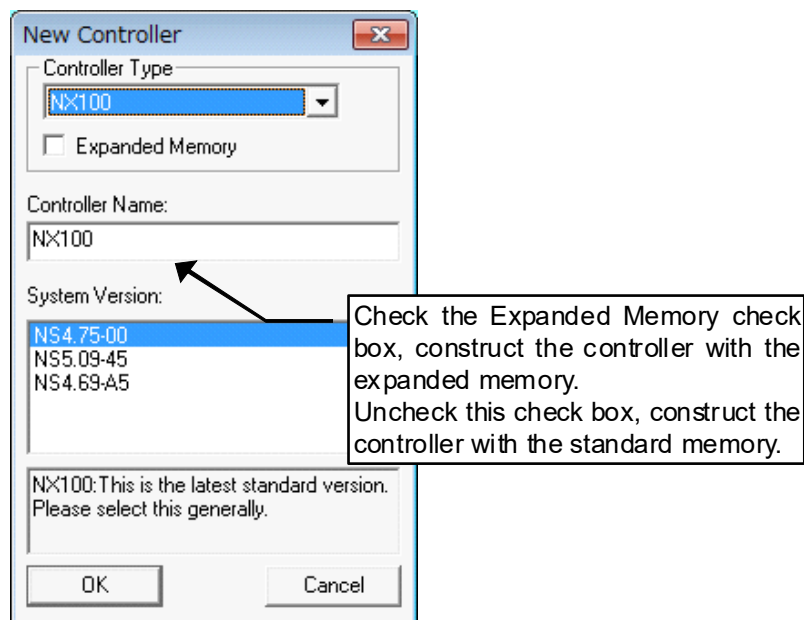 New Controller
Controller Type
NX100
Expanded Memory
Controller Name:
NX100
System Version:
NS4.75-00
NS5.09-45
NS4.69-A5
Check the Expanded Memory check
box, construct the controller with the
expanded memory.
Uncheck this check box, construct the
controller with the standard memory.
NX100:This is the latest standard version.
Please select this generally.
OK
Cancel